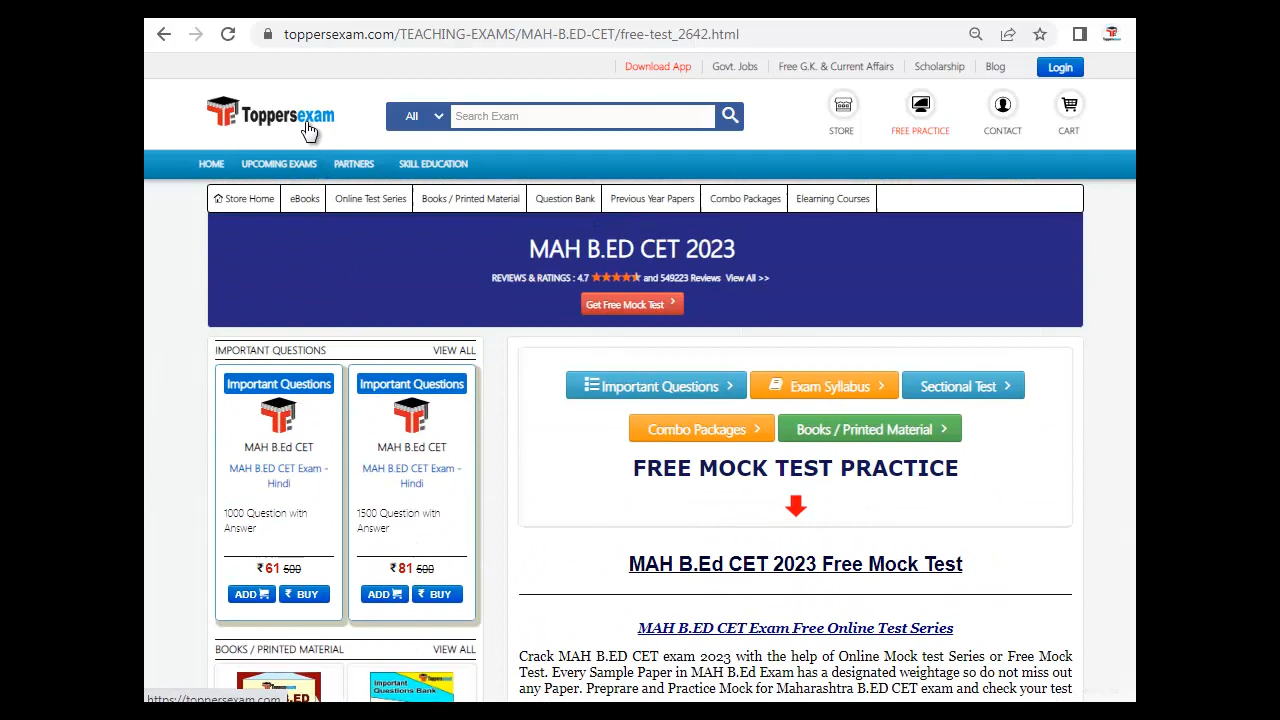 toppersexam.com/TEACHING-EXAMS/MAH-B.ED-CET/free-test_2642.html
Download App Govt. Jobs Free G.K. & Current Affairs Scholarship Blog Login
Toppersexam All Search Exam STORE FREE PRACTICE CONTACT CART
HOME UPCOMING EXAMS PARTNERS SKILL EDUCATION
Store Home eBooks Online Test Series Books / Printed Material Question Bank Previous Year Papers Combo Packages Elearning Courses
MAH B.ED CET 2023
REVIEWS & RATINGS : 4.7 and 549223 Reviews View All >>
Get Free Mock Test
IMPORTANT QUESTIONS VIEW ALL
Important Questions
MAH B.Ed CET
MAH B.ED CET Exam -
Hindi
1000 Question with
Answer
₹ 61 500
ADD ₹ BUY
Important Questions
MAH B.Ed CET
MAH B.ED CET Exam -
Hindi
1500 Question with
Answer
₹ 81 500
ADD ₹ BUY
BOOKS / PRINTED MATERIAL VIEW ALL
Toppersexam
Important
Questions Bank
https://toppersexam.com
Important Questions Exam Syllabus Sectional Test
Combo Packages Books / Printed Material
FREE MOCK TEST PRACTICE
MAH B.Ed CET 2023 Free Mock Test
MAH B.ED CET Exam Free Online Test Series
Crack MAH B.ED CET exam 2023 with the help of Online Mock test Series or Free Mock
Test. Every Sample Paper in MAH B.Ed Exam has a designated weightage so do not miss out
any Paper. Preprare and Practice Mock for Maharashtra B.ED CET exam and check your test